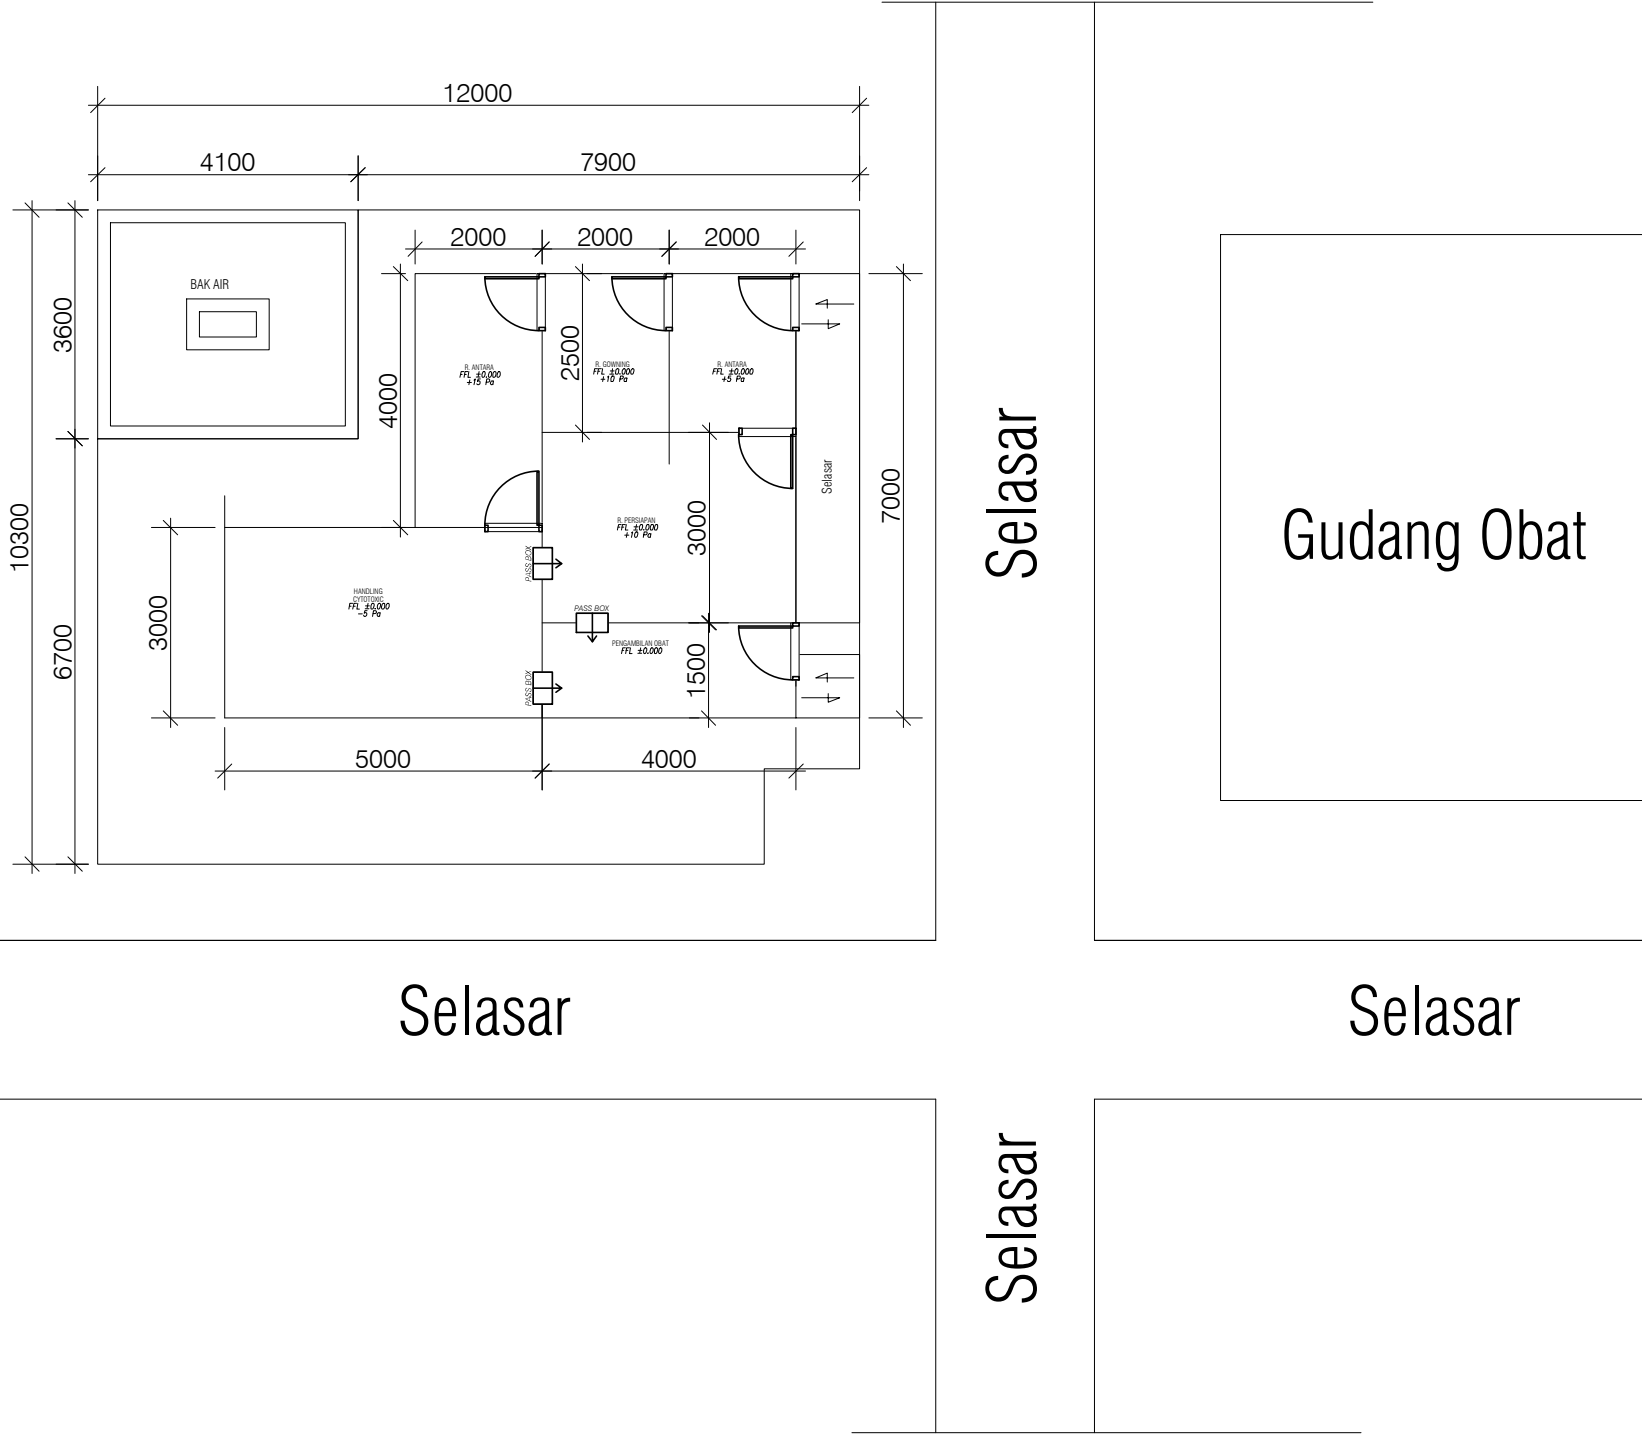 12000
4100
7900
2000
2000
2000
BAK AIR
3600
2500
4000
R. ANTARA
FFL ±0.000
+15 Pa
R. GOWNING
FFL ±0.000
+10 Pa
R. ANTARA
FFL ±0.000
+5 Pa
Selasar
7000
Selasar
Gudang Obat
10300
R. PERSIAPAN
FFL ±0.000
+10 Pa
3000
PASS BOX
HANDLING
CYTOTOXIC
FFL ±0.000
-5 Pa
3000
PASS BOX
6700
PENGAMBILAN OBAT
FFL ±0.000
1500
PASS BOX
5000
4000
Selasar
Selasar
Selasar